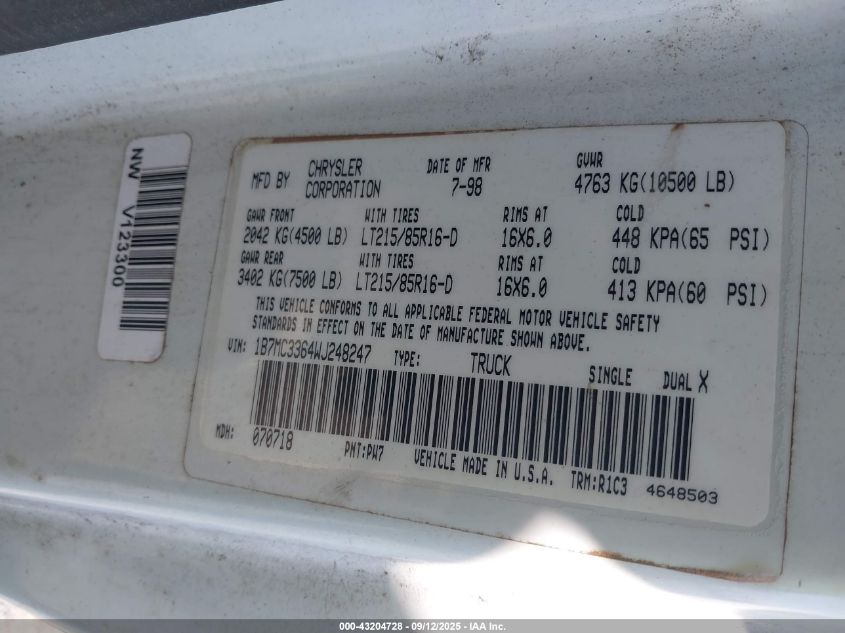 NW V123300
MFD BY CHRYSLER CORPORATION DATE OF MFR 7-98 GVWR 4763 KG(10500 LB)
GAWR FRONT WITH TIRES RIMS AT COLD
2042 KG(4500 LB) LT215/85R16-D 16X6.0 448 KPA(65 PSI)
GAWR REAR WITH TIRES RIMS AT COLD
3402 KG(7500 LB) LT215/85R16-D 16X6.0 413 KPA(60 PSI)
THIS VEHICLE CONFORMS TO ALL APPLICABLE FEDERAL MOTOR VEHICLE SAFETY
STANDARDS IN EFFECT ON THE DATE OF MANUFACTURE SHOWN ABOVE.
VIN: 1B7MC3364WJ248247 TYPE: TRUCK SINGLE DUAL X
MDH: 070718 PNT:PW7 VEHICLE MADE IN U.S.A. TRM:R1C3 4648503
000-43204728 - 09/12/2025 - IAA Inc.